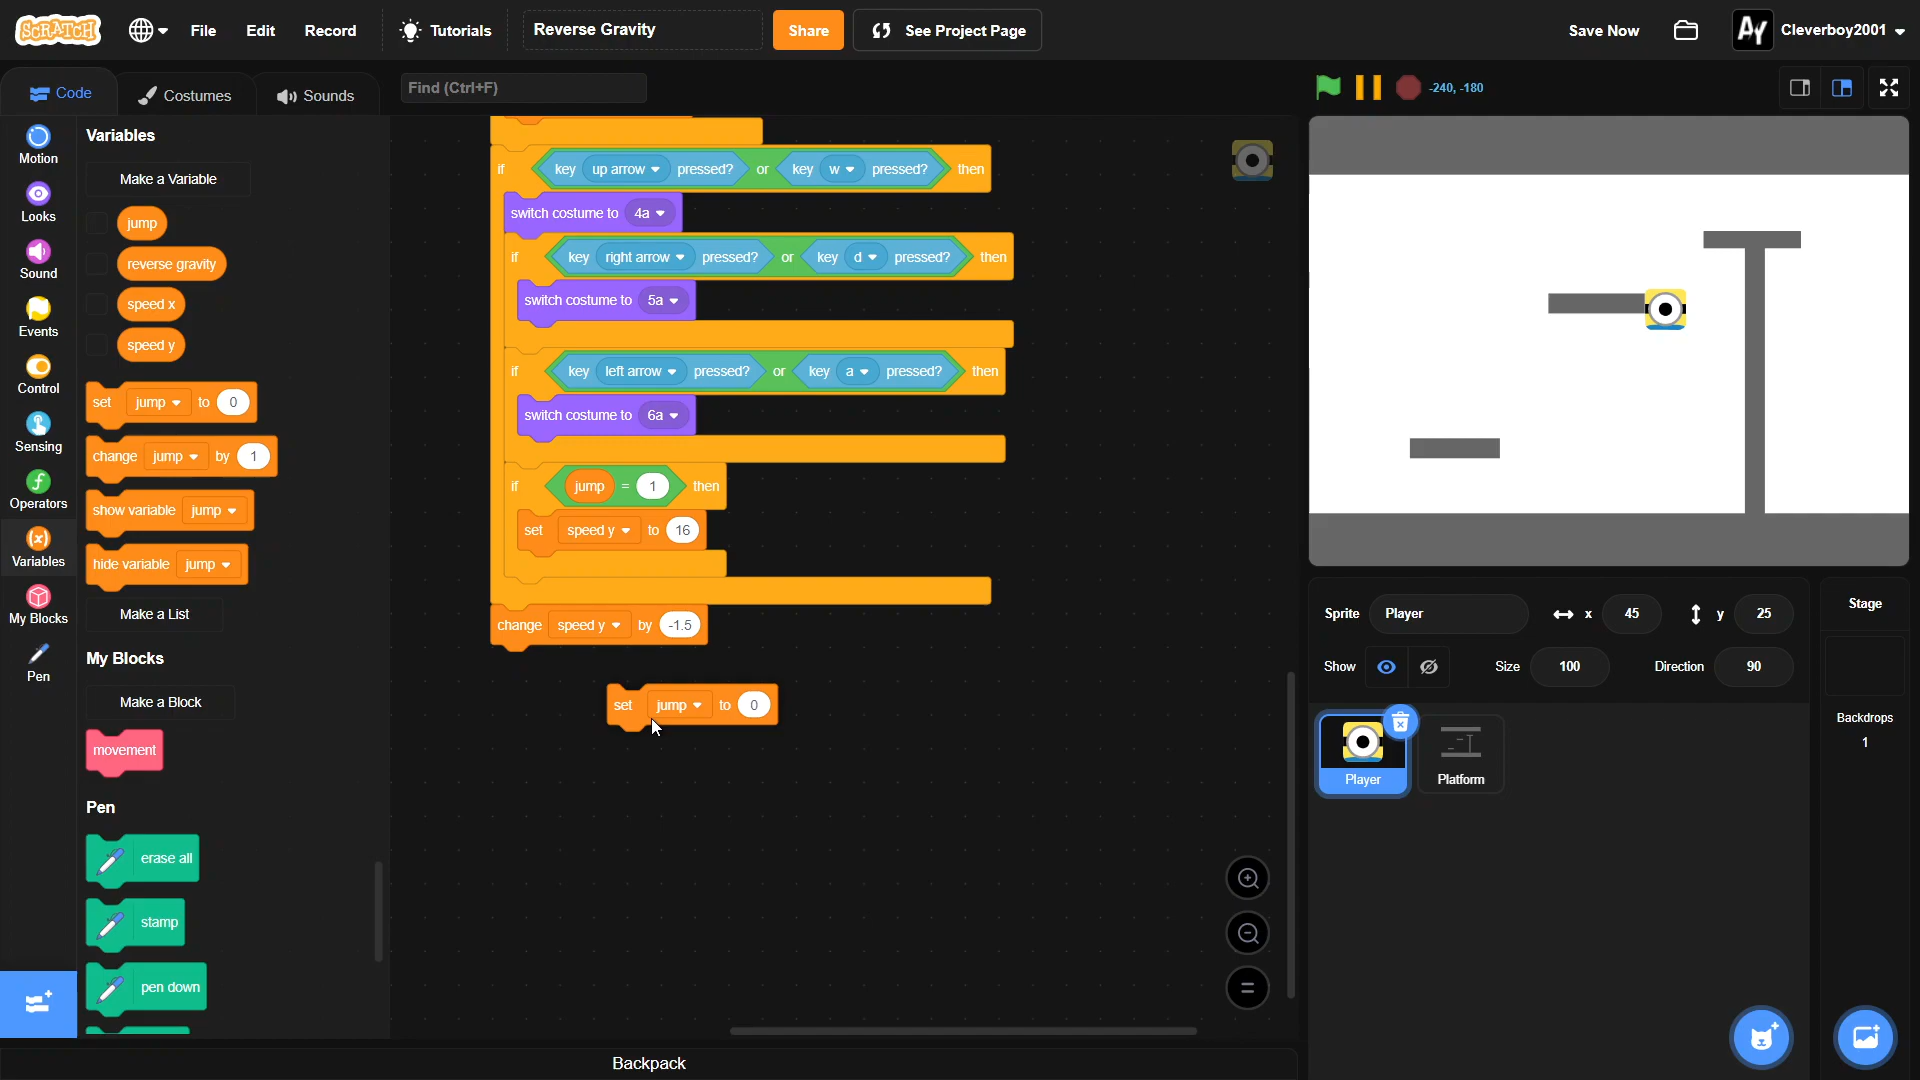 SCRATCH File Edit Record Tutorials Reverse Gravity Share See Project Page Save Now Ay Cleverboy2001
Code Costumes Sounds Find (Ctrl+F) -240, -180
Motion
Looks
Sound
Events
Control
Sensing
Operators
Variables
My Blocks
Pen
Variables
Make a Variable
jump
reverse gravity
speed x
speed y
set jump to 0
change jump by 1
show variable jump
hide variable jump
Make a List
My Blocks
Make a Block
movement
Pen
erase all
stamp
pen down
if key up arrow pressed? or key w pressed? then
switch costume to 4a
if key right arrow pressed? or key d pressed? then
switch costume to 5a
if key left arrow pressed? or key a pressed? then
switch costume to 6a
if jump = 1 then
set speed y to 16
change speed y by -1.5
set jump to 0
Sprite Player x 45 y 25
Show Size 100 Direction 90
Player Platform
Stage
Backdrops
1
Backpack